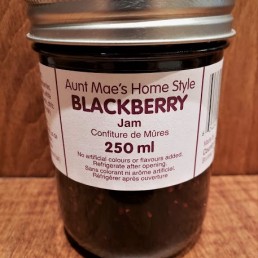 Aunt Mae's Home Style
BLACKBERRY
Jam
Confiture de Mûres
250 ml
No artificial colours or flavours added.
Refrigerate after opening.
Sans colorant ni arôme artificiel.
Réfrigérer après ouverture